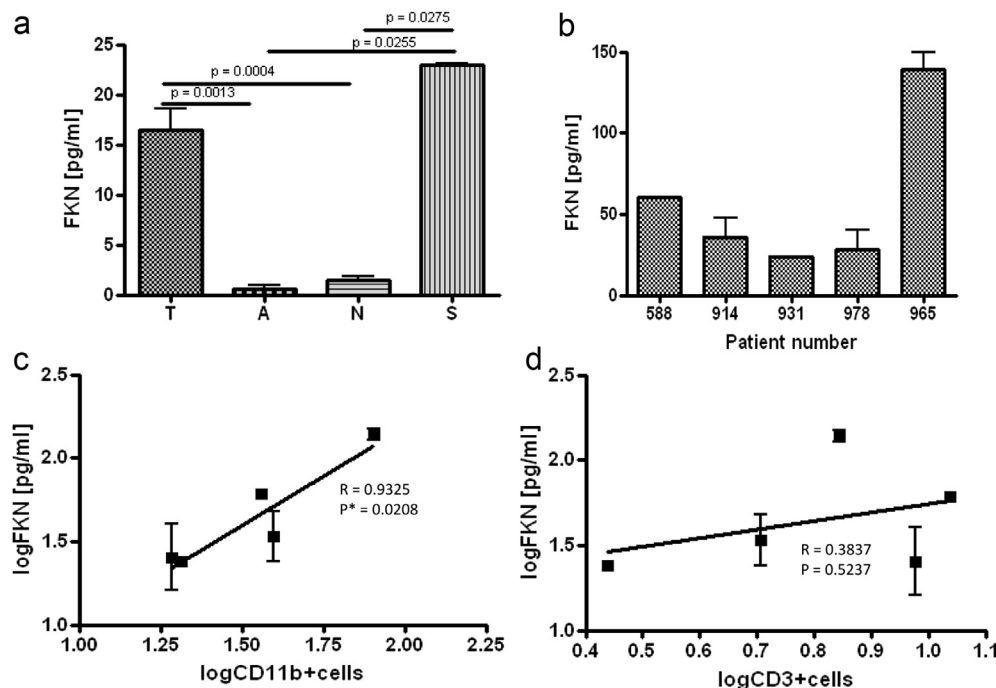 a
p = 0.0275
p = 0.0255
p = 0.0004
p = 0.0013
FKN [pg/ml]
25
20
15
10
5
0
T A N S
b
FKN [pg/ml]
150
100
50
0
588 914 931 978 965
Patient number
c
logFKN [pg/ml]
2.5
2.0
1.5
1.0
R = 0.9325
P* = 0.0208
1.00 1.25 1.50 1.75 2.00 2.25
logCD11b+cells
d
logFKN [pg/ml]
2.5
2.0
1.5
1.0
R = 0.3837
P = 0.5237
0.4 0.5 0.6 0.7 0.8 0.9 1.0 1.1
logCD3+cells